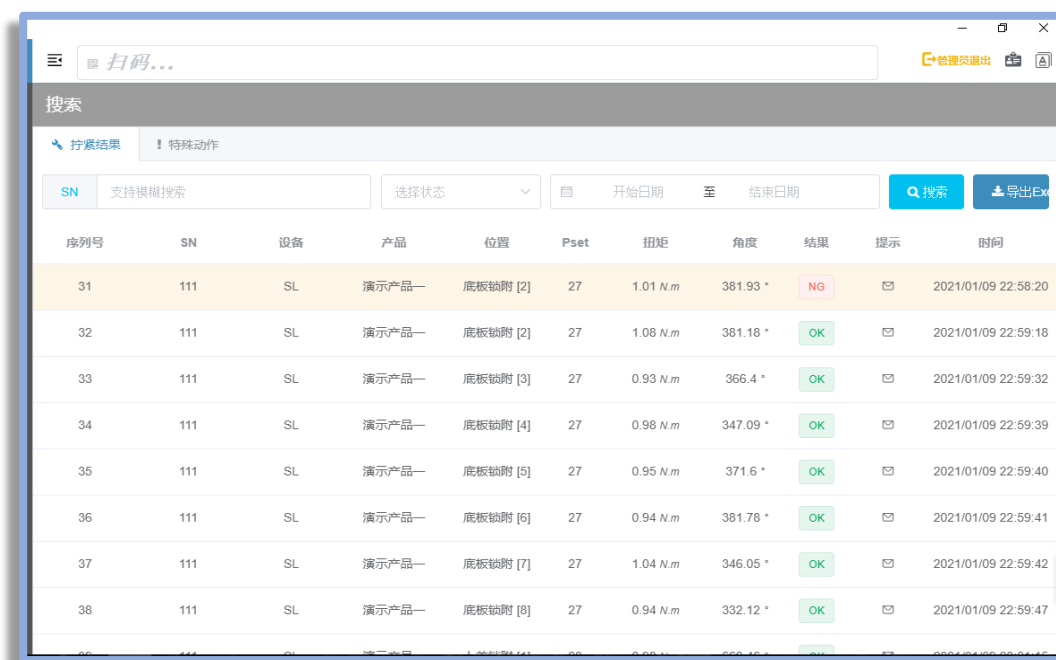 扫码...
管理员退出
搜索
拧紧结果 特殊动作
SN 支持模糊搜索 选择状态 开始日期 至 结束日期 搜索 导出Ex
序列号 SN 设备 产品 位置 Pset 扭矩 角度 结果 提示 时间
31 111 SL 演示产品一 底板锁附 [2] 27 1.01 N.m 381.93 ° NG 2021/01/09 22:58:20
32 111 SL 演示产品一 底板锁附 [2] 27 1.08 N.m 381.18 ° OK 2021/01/09 22:59:18
33 111 SL 演示产品一 底板锁附 [3] 27 0.93 N.m 366.4 ° OK 2021/01/09 22:59:32
34 111 SL 演示产品一 底板锁附 [4] 27 0.98 N.m 347.09 ° OK 2021/01/09 22:59:39
35 111 SL 演示产品一 底板锁附 [5] 27 0.95 N.m 371.6 ° OK 2021/01/09 22:59:40
36 111 SL 演示产品一 底板锁附 [6] 27 0.94 N.m 381.78 ° OK 2021/01/09 22:59:41
37 111 SL 演示产品一 底板锁附 [7] 27 1.04 N.m 346.05 ° OK 2021/01/09 22:59:42
38 111 SL 演示产品一 底板锁附 [8] 27 0.94 N.m 332.12 ° OK 2021/01/09 22:59:47